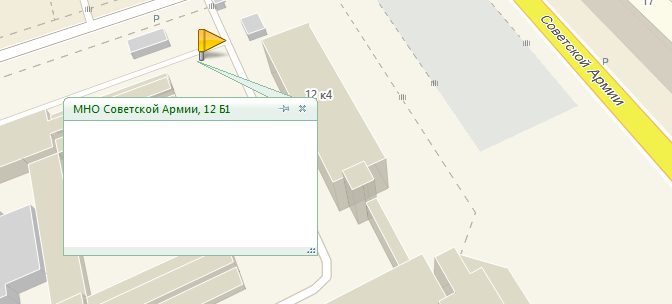 P
17
Советской Армии
P
12 к4
МНО Советской Армии, 12 Б1